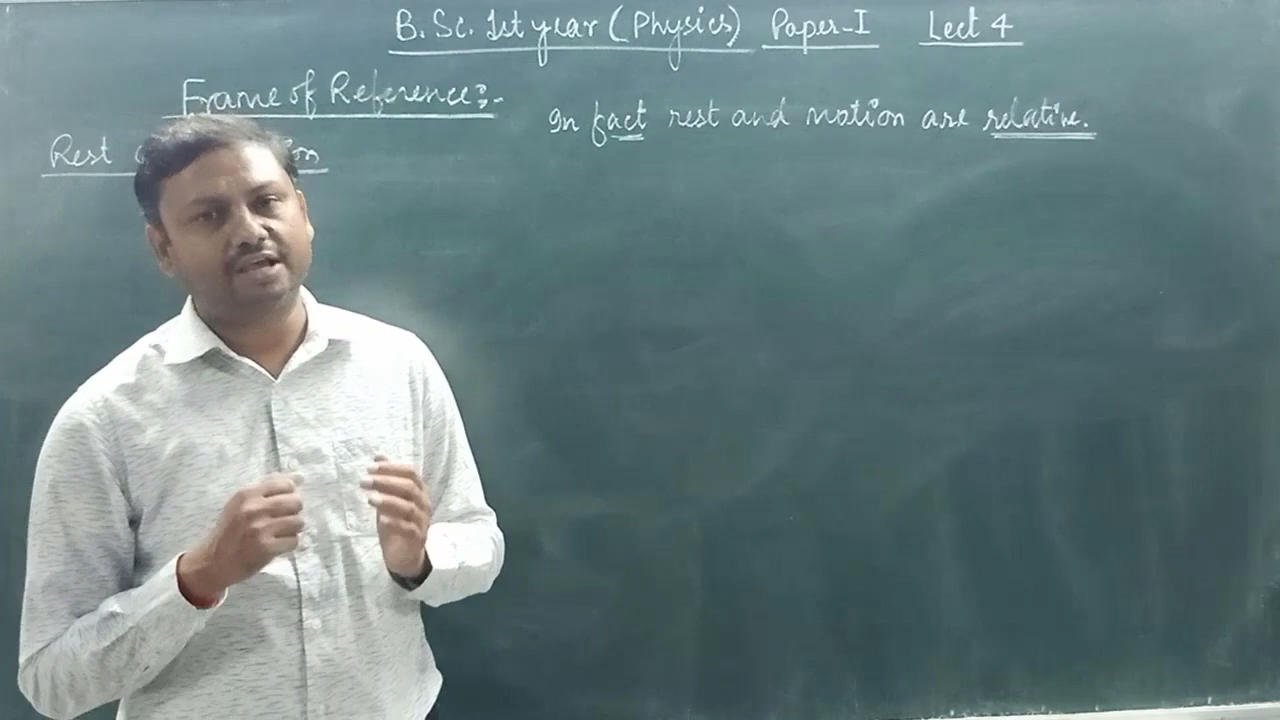 B.Sc. 1st year (Physics) Paper-I Lect 4
Frame of Reference:-
In fact rest and motion are relative.
Rest